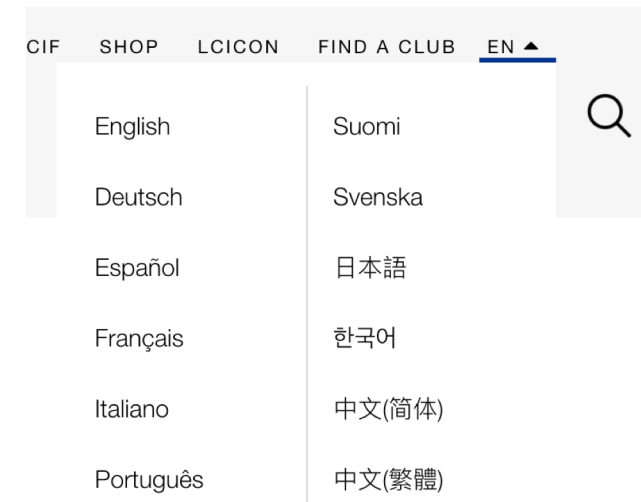 CIF SHOP LCICON FIND A CLUB EN
English
Deutsch
Español
Français
Italiano
Português
Suomi
Svenska
日本語
한국어
中文(简体)
中文(繁體)